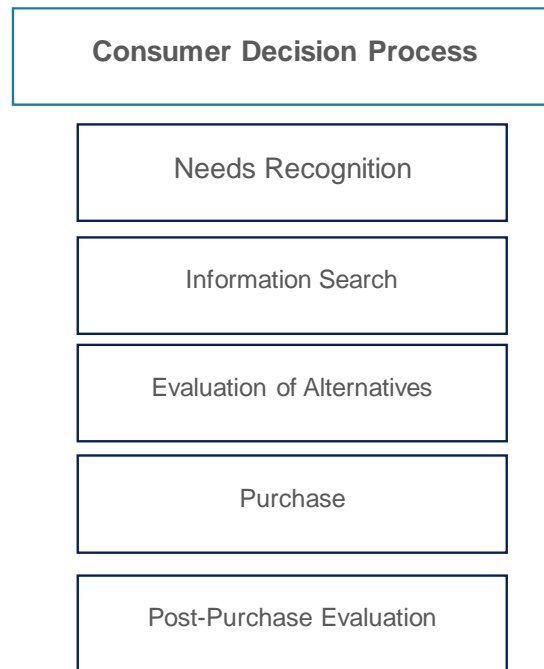 Consumer Decision Process
Needs Recognition
Information Search
Evaluation of Alternatives
Purchase
Post-Purchase Evaluation